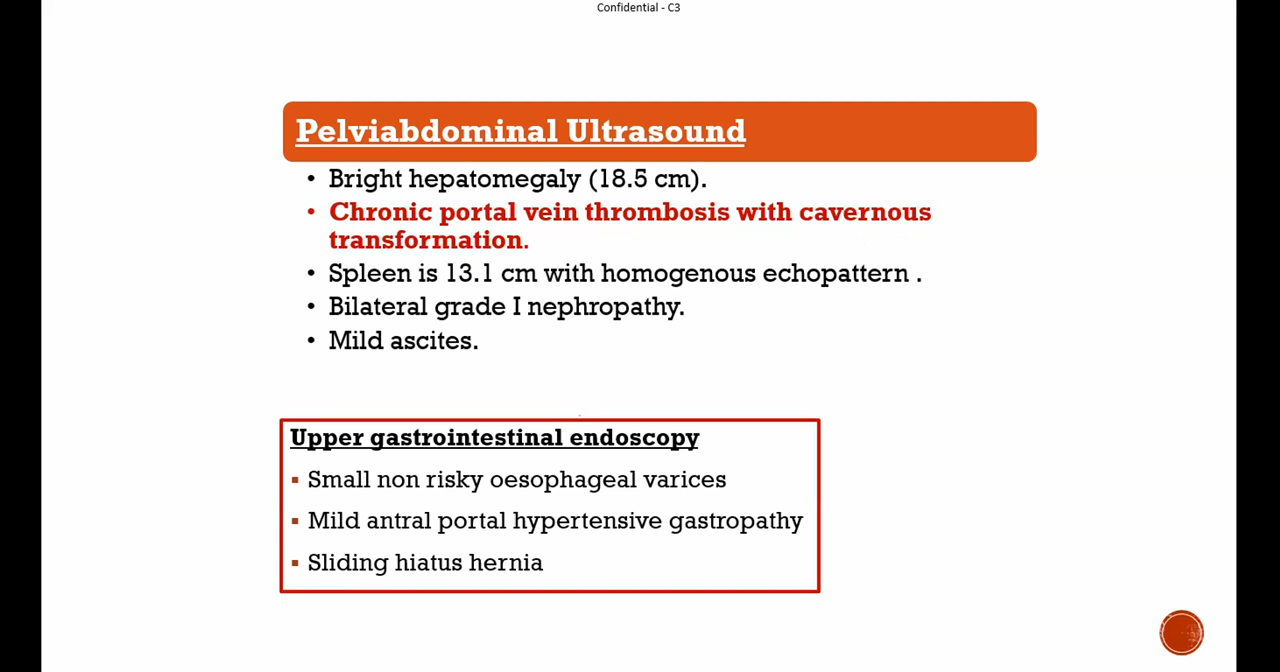 Confidential - C3
Pelviabdominal Ultrasound
• Bright hepatomegaly (18.5 cm).
• Chronic portal vein thrombosis with cavernous
transformation.
• Spleen is 13.1 cm with homogenous echopattern .
• Bilateral grade I nephropathy.
• Mild ascites.
Upper gastrointestinal endoscopy
▪ Small non risky oesophageal varices
▪ Mild antral portal hypertensive gastropathy
▪ Sliding hiatus hernia